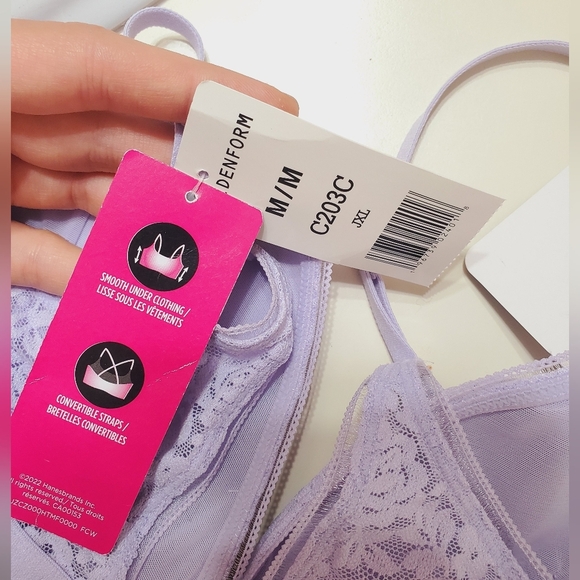 DENFORM
M/M
C203C
JXL
SMOOTH UNDER CLOTHING /
LISSE SOUS LES VÊTEMENTS
CONVERTIBLE STRAPS /
BRETELLES CONVERTIBLES
©2022 Hanesbrands Inc.
rights reserved./ Tous droits
réservés. CA00153
FCW